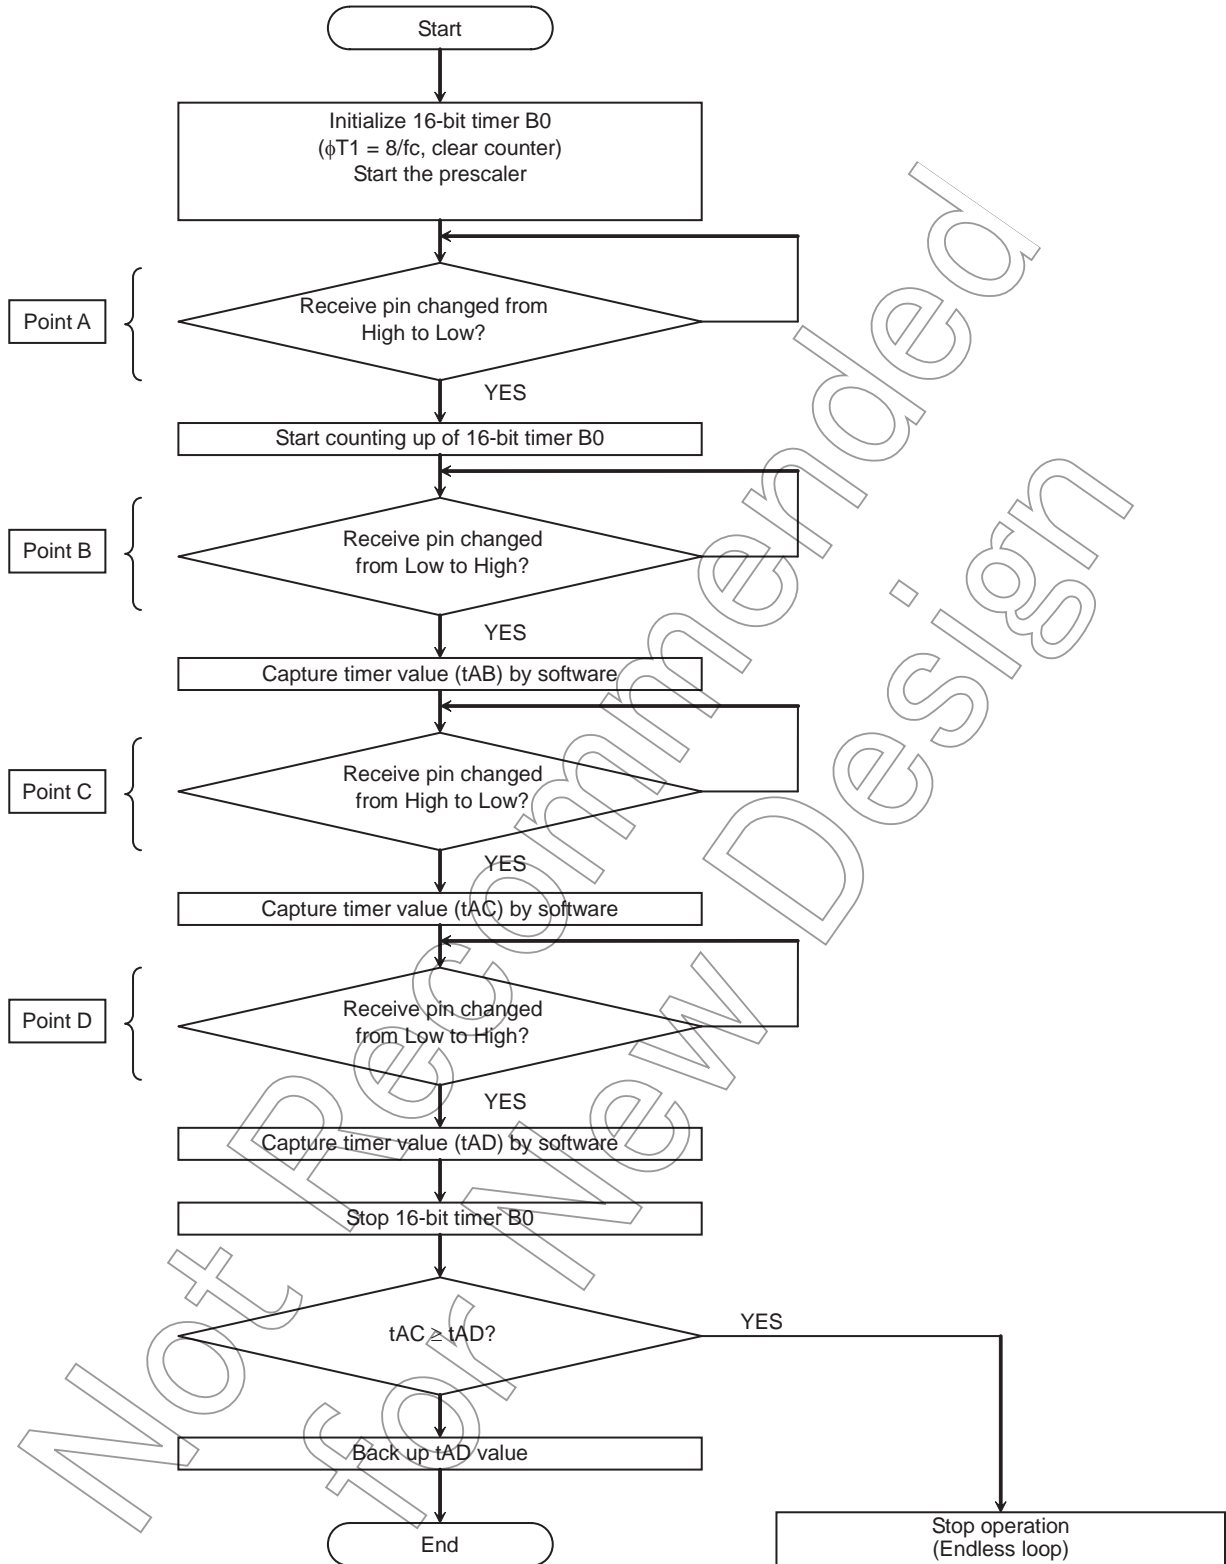 Start
Initialize 16-bit timer B0
(ϕT1 = 8/fc, clear counter)
Start the prescaler
Point A
Receive pin changed from
High to Low?
YES
Start counting up of 16-bit timer B0
Point B
Receive pin changed
from Low to High?
YES
Capture timer value (tAB) by software
Point C
Receive pin changed
from High to Low?
YES
Capture timer value (tAC) by software
Point D
Receive pin changed
from Low to High?
YES
Capture timer value (tAD) by software
Stop 16-bit timer B0
tAC ≥ tAD?
YES
Back up tAD value
End
Stop operation
(Endless loop)
Not Recommended
for New Design